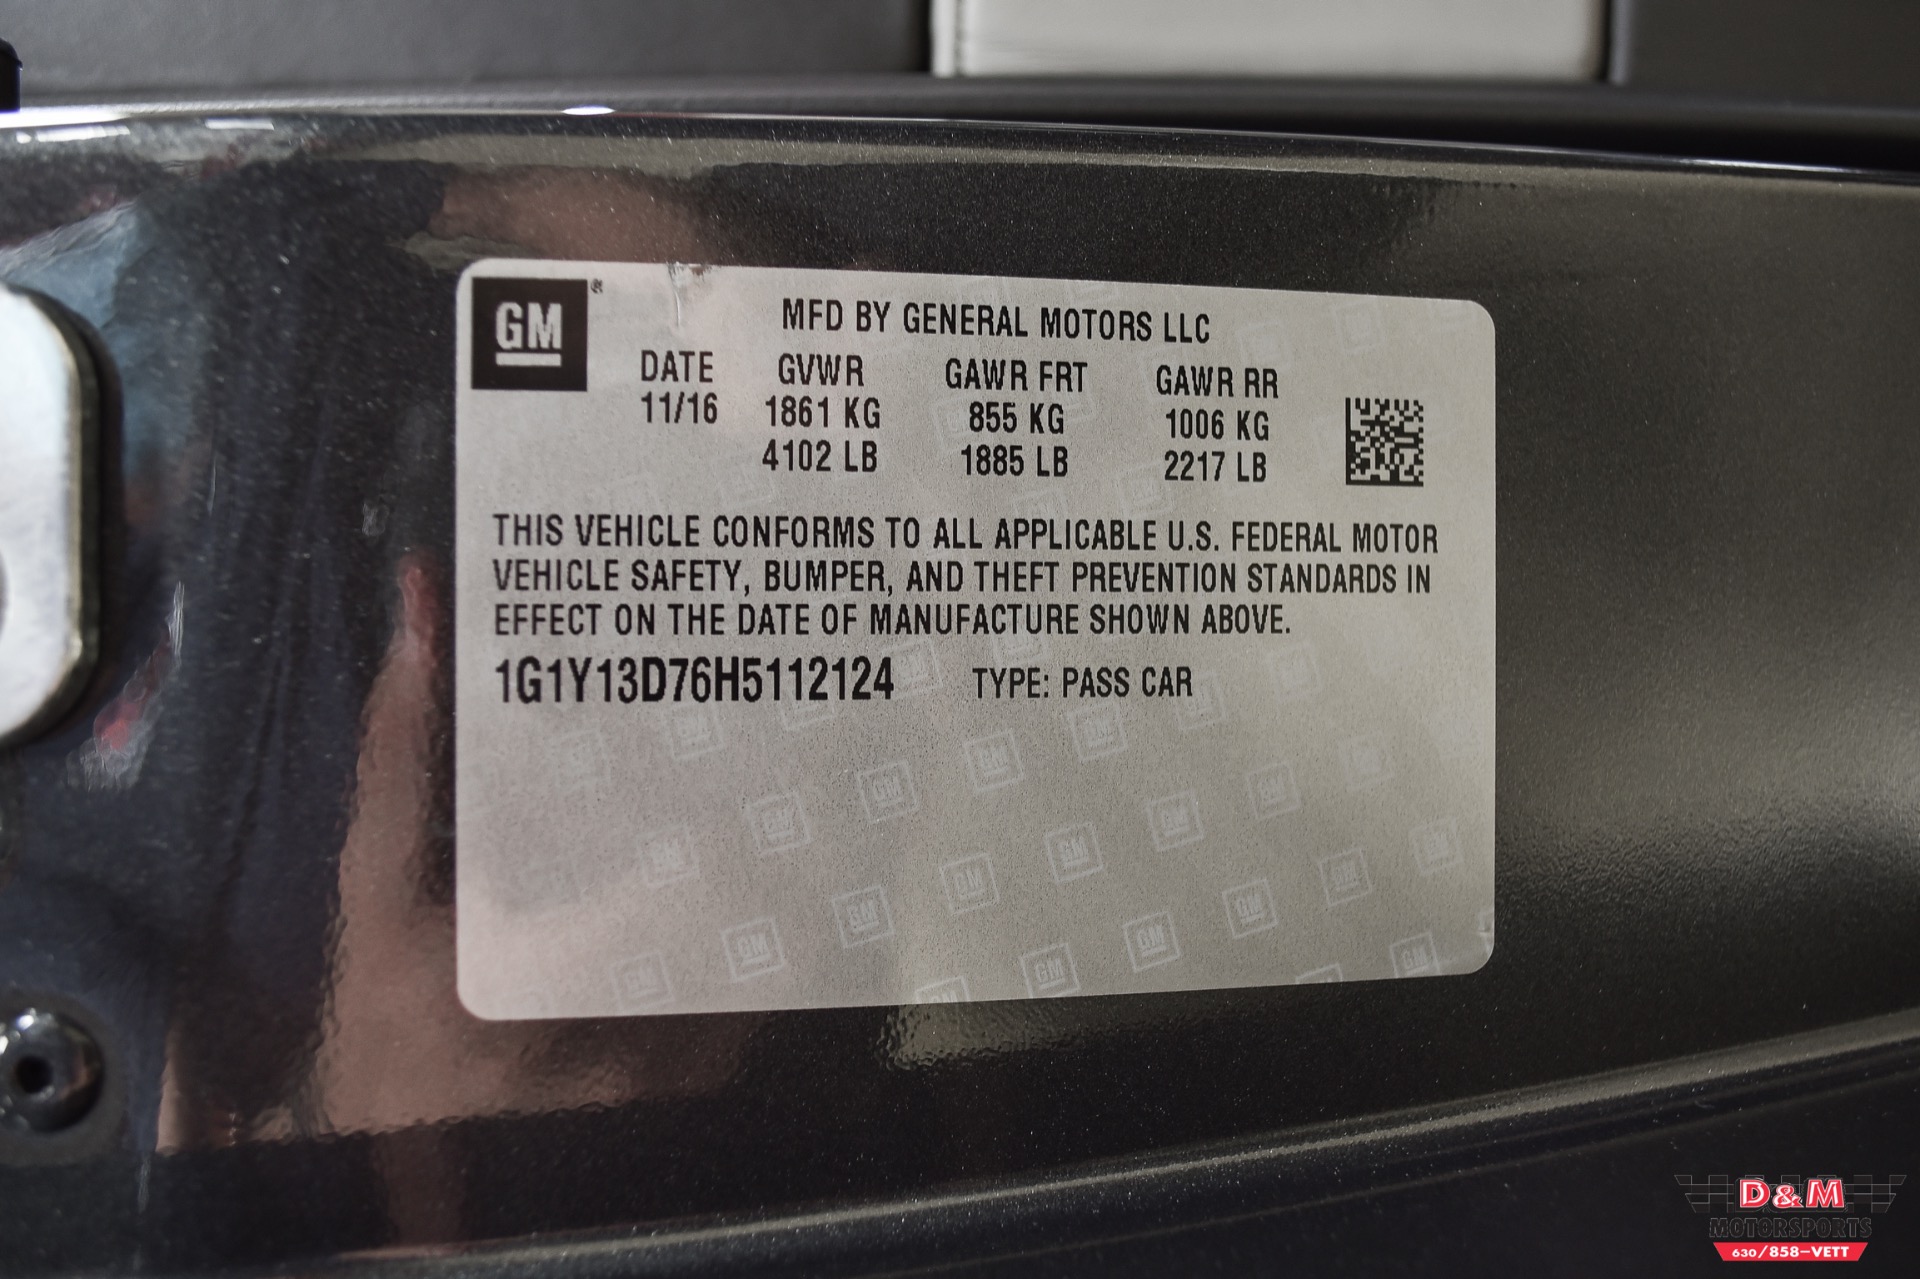 GM
MFD BY GENERAL MOTORS LLC
DATE GVWR GAWR FRT GAWR RR
11/16 1861 KG 855 KG 1006 KG
4102 LB 1885 LB 2217 LB
THIS VEHICLE CONFORMS TO ALL APPLICABLE U.S. FEDERAL MOTOR
VEHICLE SAFETY, BUMPER, AND THEFT PREVENTION STANDARDS IN
EFFECT ON THE DATE OF MANUFACTURE SHOWN ABOVE.
1G1Y13D76H5112124 TYPE: PASS CAR
D&M
MOTORSPORTS
630/858-VETT